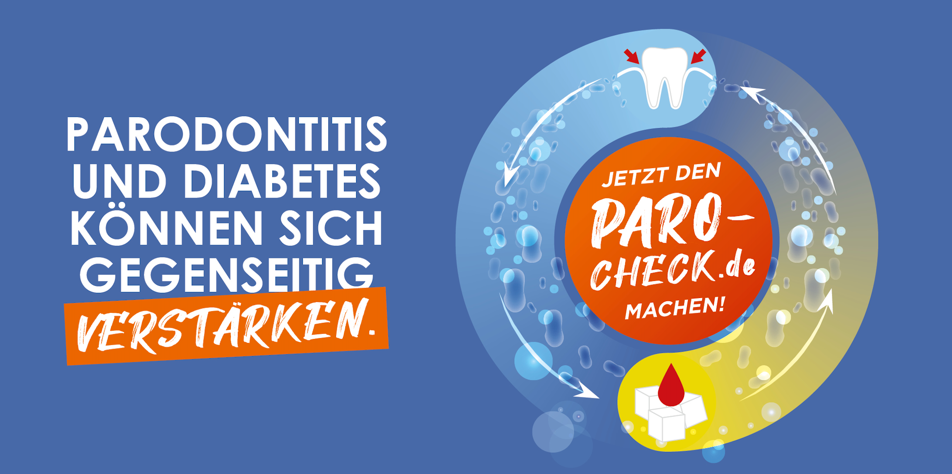 PARODONTITIS
UND DIABETES
KÖNNEN SICH
GEGENSEITIG
VERSTÄRKEN.
JETZT DEN
PARO-
CHECK.de
MACHEN!